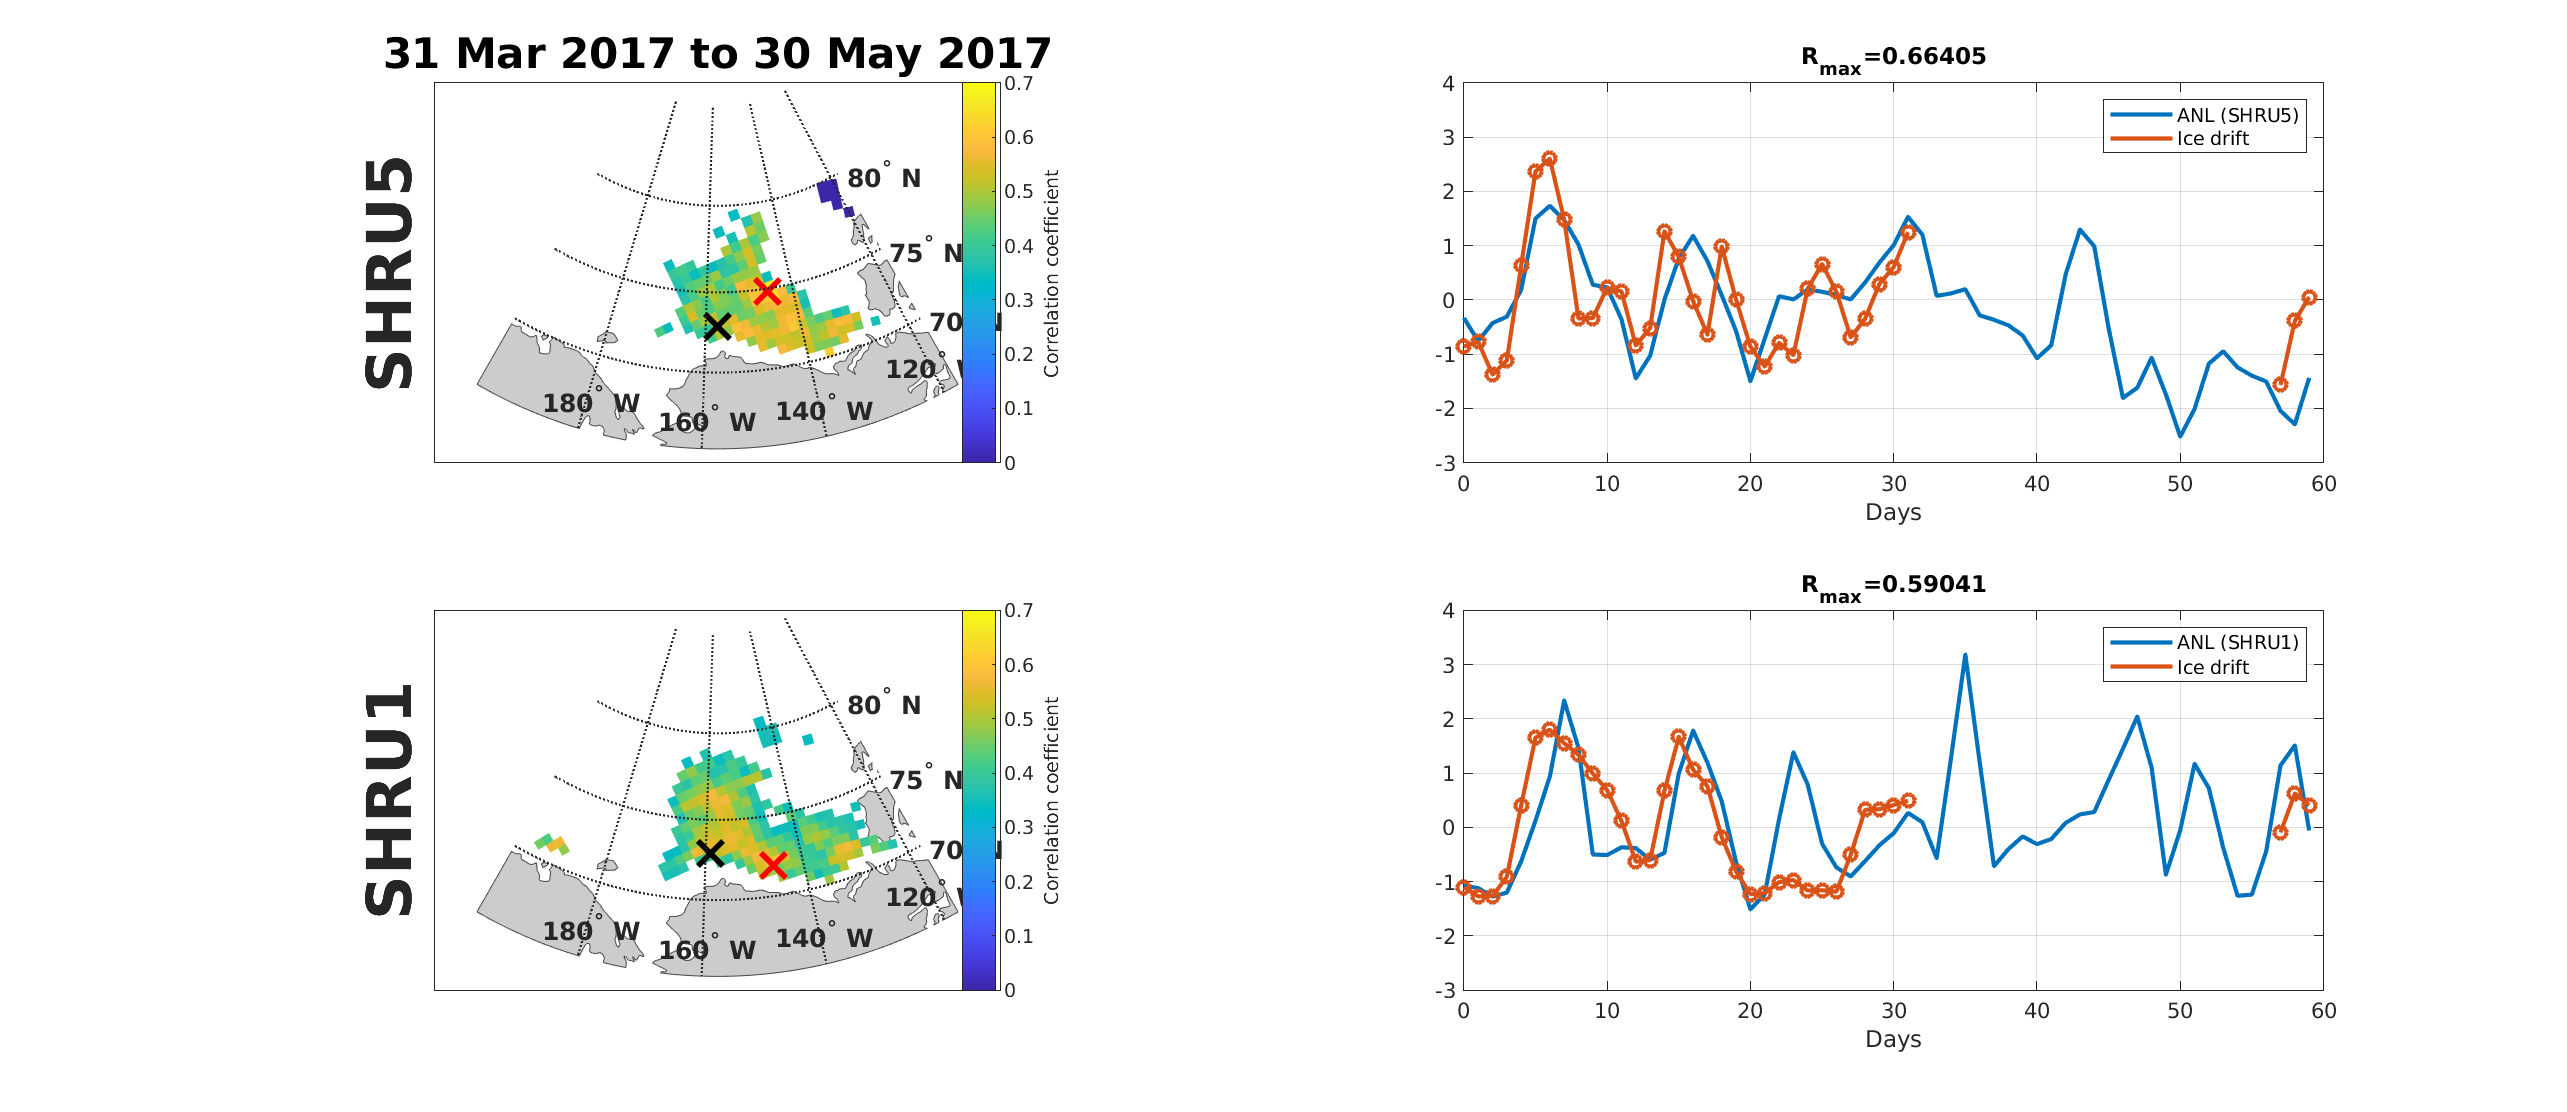 31 Mar 2017 to 30 May 2017
SHRU5
80° N
75° N
70
120° W
180° W
160° W
140° W
0.7
0.6
0.5
0.4
0.3
0.2
0.1
0
Correlation coefficient
Rmax=0.66405
ANL (SHRU5)
Ice drift
4
3
2
1
0
-1
-2
-3
0 10 20 30 40 50 60
Days
SHRU1
80° N
75° N
70
120° W
180° W
160° W
140° W
0.7
0.6
0.5
0.4
0.3
0.2
0.1
0
Correlation coefficient
Rmax=0.59041
ANL (SHRU1)
Ice drift
4
3
2
1
0
-1
-2
-3
0 10 20 30 40 50 60
Days